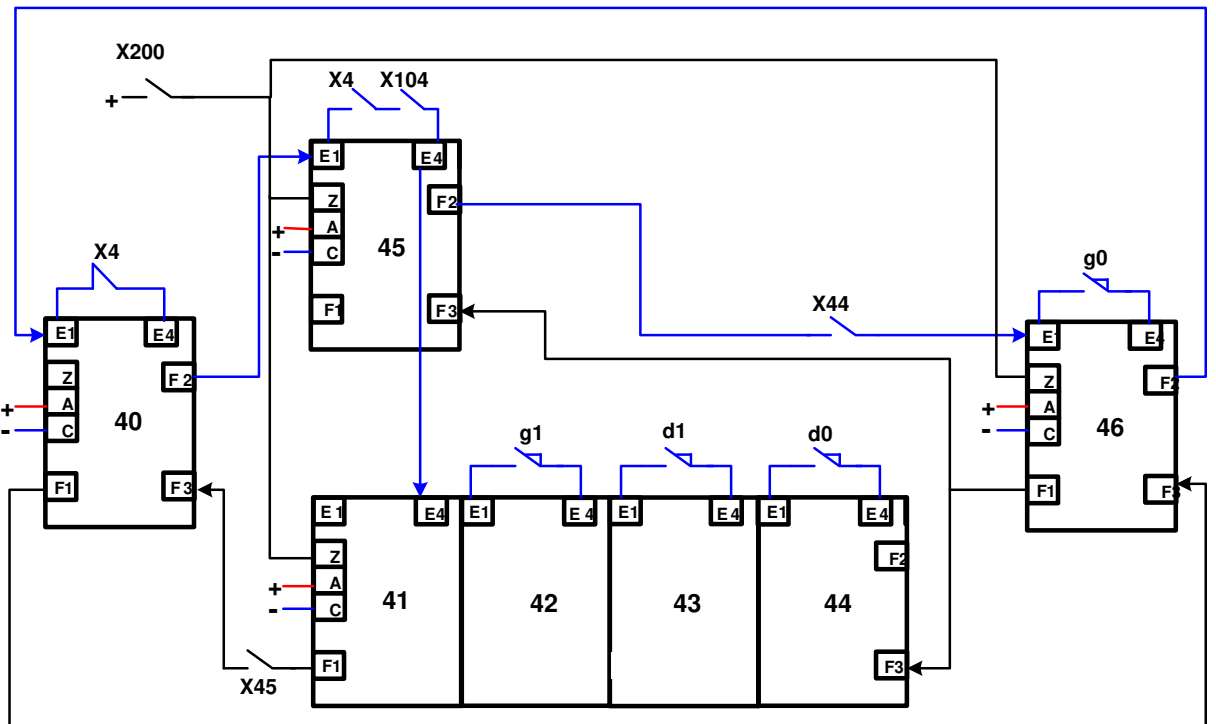 X200
+
X4 X104
E1 E4
Z F2
+ A
- C
45
F1 F3
X4
E1 E4
Z F2
+ A
- C
40
F1 F3
X44
g0
E1 E4
Z F2
+ A
- C
46
F1 F3
g1 d1 d0
E1 E4 E1 E4 E1 E4 E1 E4
Z F2
+ A
- C
41 42 43 44
F1 F3
X45